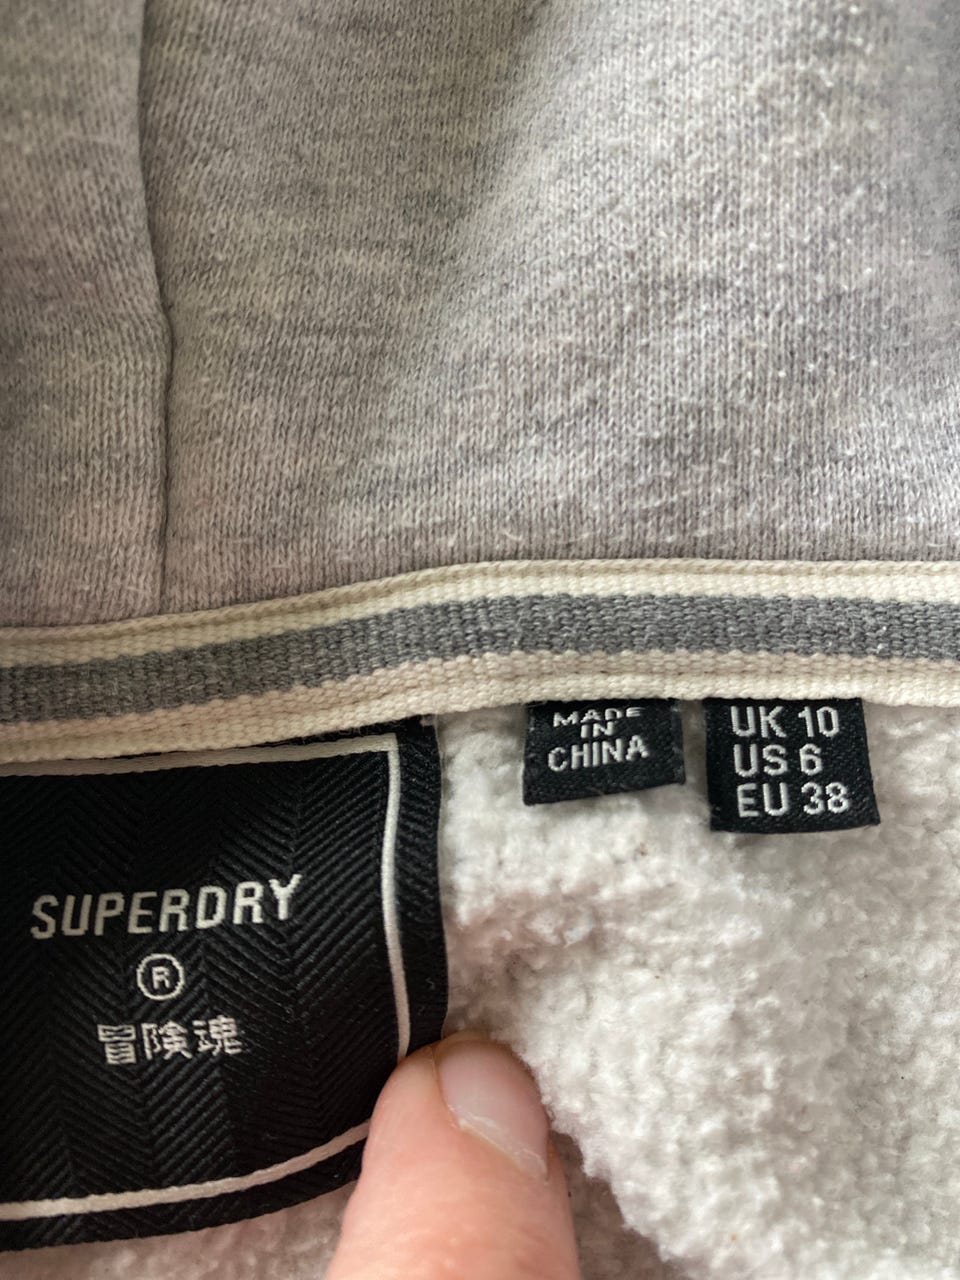 MADE
IN
CHINA
UK 10
US 6
EU 38
SUPERDRY
®
冒険魂